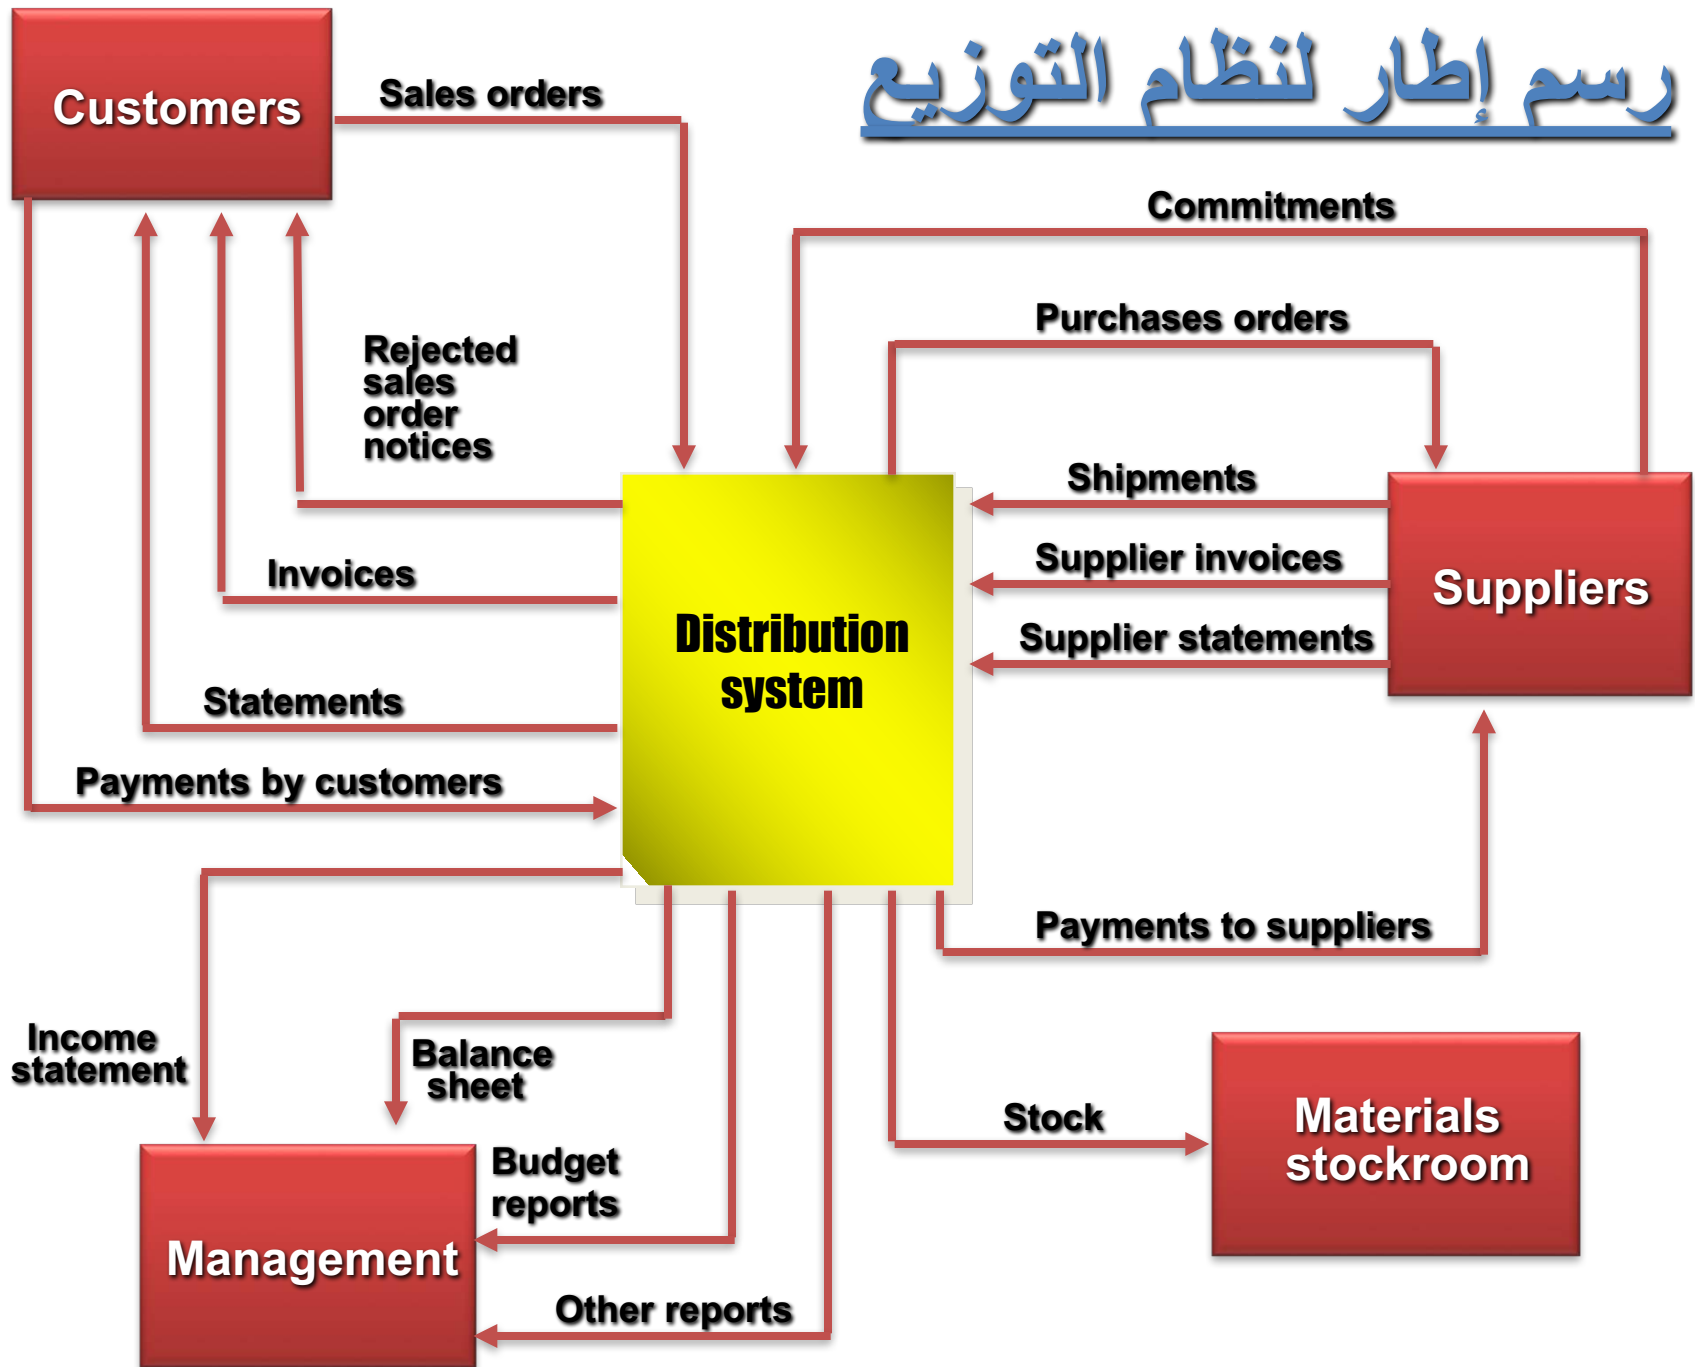 رسم إطار لنظام التوزيع
Customers
Sales orders
Commitments
Purchases orders
Rejected
sales
order
notices
Shipments
Invoices
Supplier invoices
Suppliers
Distribution
system
Supplier statements
Statements
Payments by customers
Payments to suppliers
Income
statement
Balance
sheet
Stock
Materials
stockroom
Budget
reports
Management
Other reports